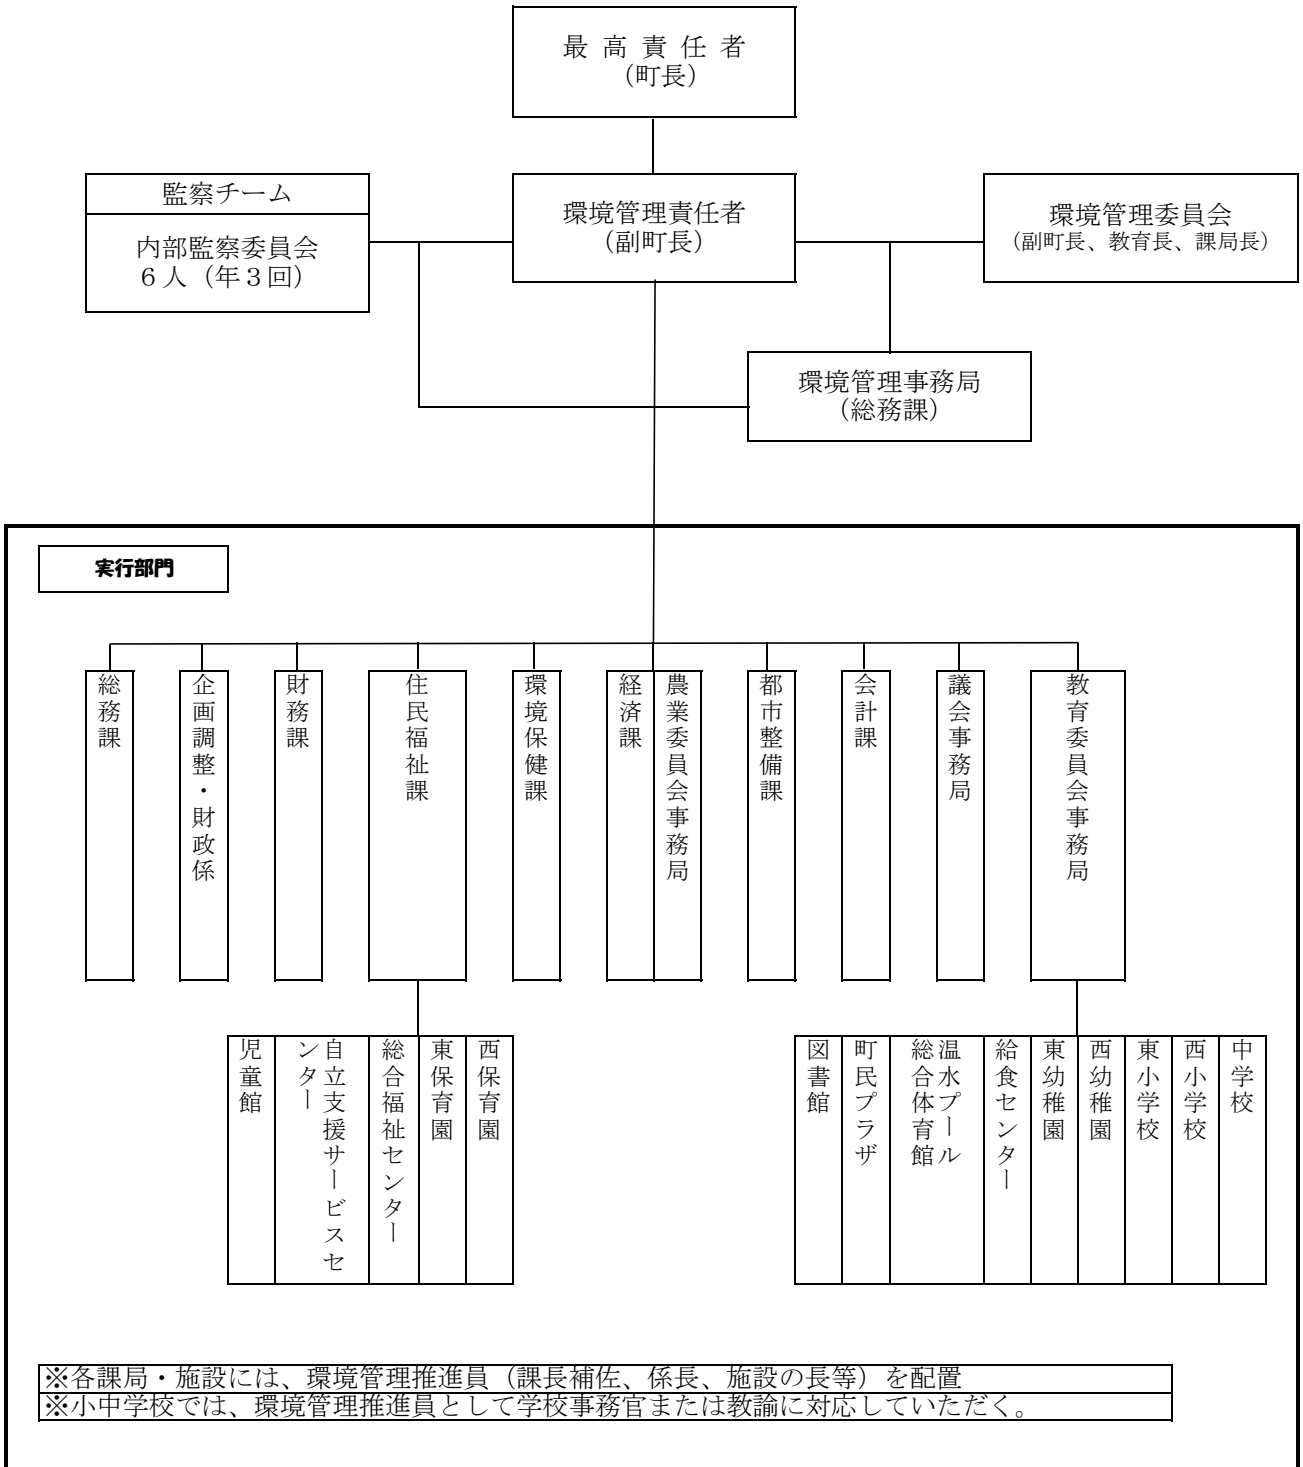 最高責任者
（町長）
監察チーム
内部監察委員会
６人（年３回）
環境管理責任者
（副町長）
環境管理委員会
（副町長、教育長、課局長）
環境管理事務局
（総務課）
実行部門
総務課
企画調整・財政係
財務課
住民福祉課
環境保健課
経済課
農業委員会事務局
都市整備課
会計課
議会事務局
教育委員会事務局
児童館
自立支援サービスセ
ンター
総合福祉センター
東保育園
西保育園
図書館
町民プラザ
温水プール
総合体育館
給食センター
東幼稚園
西幼稚園
東小学校
西小学校
中学校
※各課局・施設には、環境管理推進員（課長補佐、係長、施設の長等）を配置
※小中学校では、環境管理推進員として学校事務官または教諭に対応していただく。